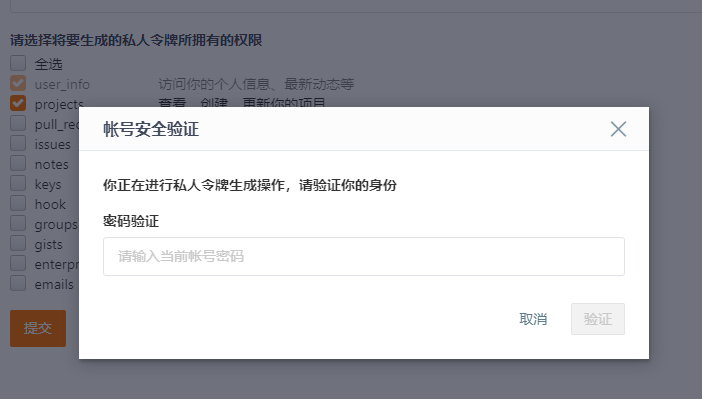 请选择将要生成的私人令牌所拥有的权限
全选
user_info 访问你的个人信息、最新动态等
projects 查看、创建、更新你的项目
帐号安全验证
issues
notes
你正在进行私人令牌生成操作，请验证你的身份
keys
hook
密码验证
groups
gists
请输入当前帐号密码
emails
取消 验证
提交